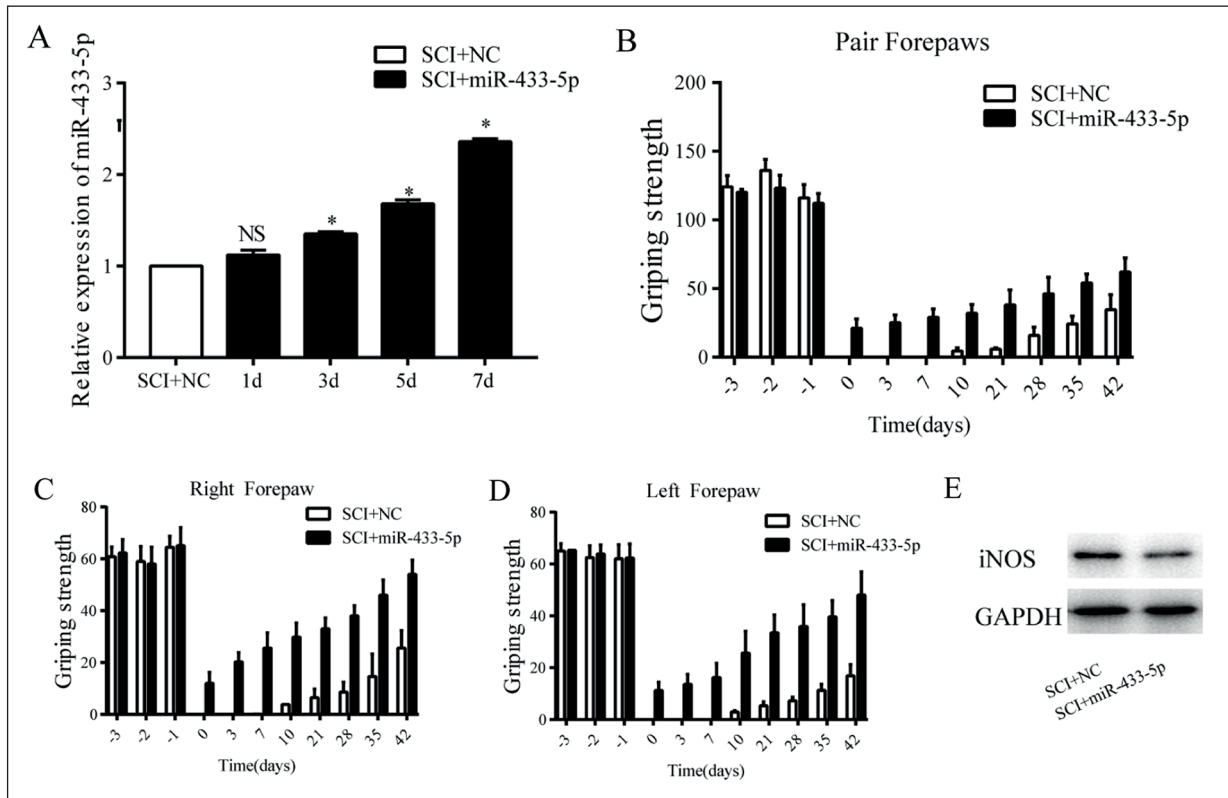 A
SCI+NC
SCI+miR-433-5p
Relative expression of miR-433-5p
3
2
1
0
NS
*
*
*
SCI+NC 1d 3d 5d 7d
B
Pair Forepaws
SCI+NC
SCI+miR-433-5p
Griping strength
200
150
100
50
0
-3 -2 -1 0 3 7 10 21 28 35 42
Time(days)
C
Right Forepaw
SCI+NC
SCI+miR-433-5p
Griping strength
80
60
40
20
0
-3 -2 -1 0 3 7 10 21 28 35 42
Time(days)
D
Left Forepaw
SCI+NC
SCI+miR-433-5p
Griping strength
80
60
40
20
0
-3 -2 -1 0 3 7 10 21 28 35 42
Time(days)
E
iNOS
GAPDH
SCI+NC
SCI+miR-433-5p